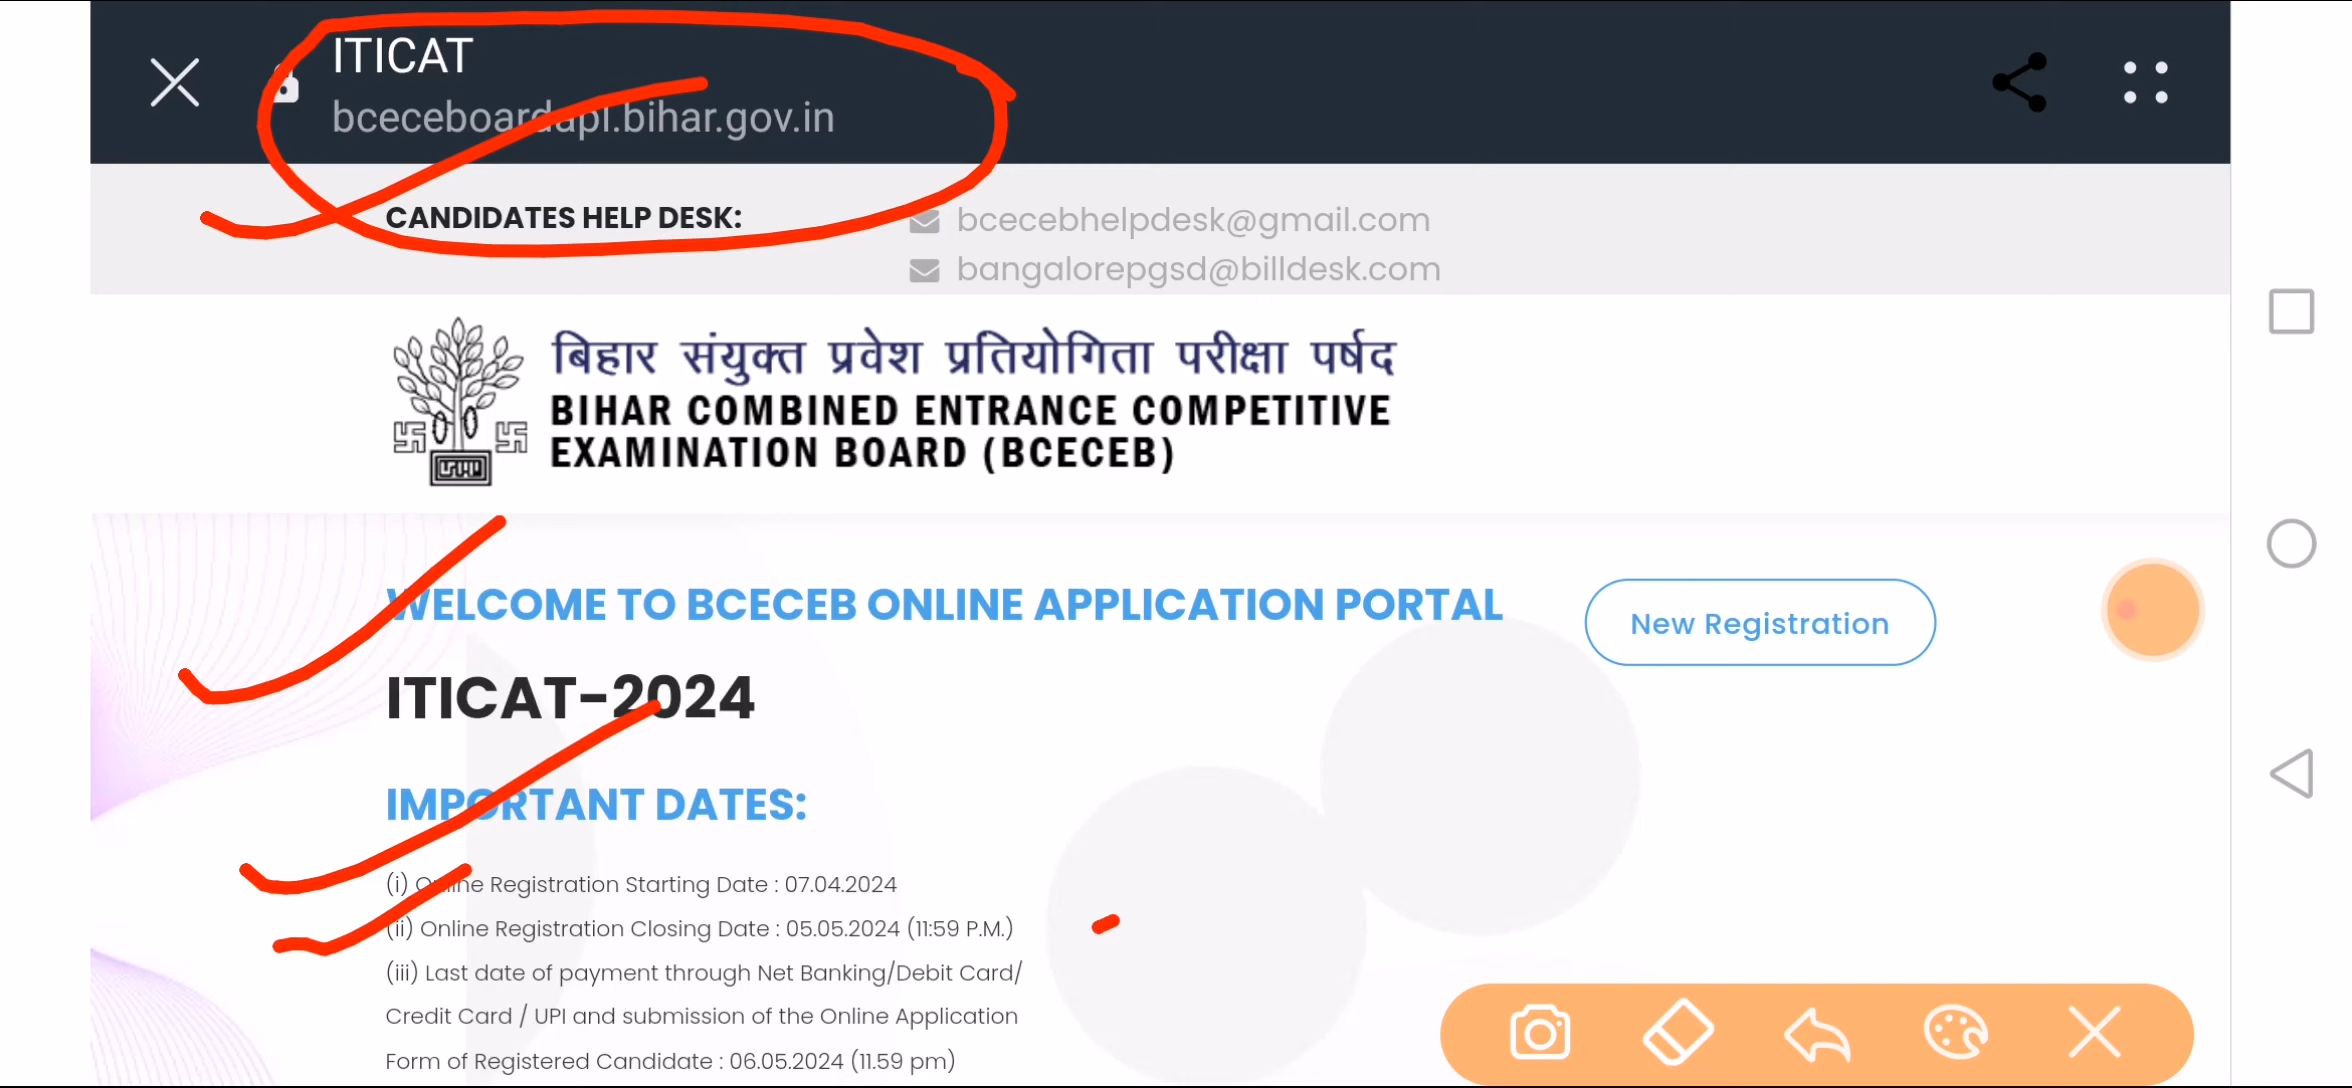 ITICAT
bceceboardapl.bihar.gov.in
CANDIDATES HELP DESK:
bcecebhelpdesk@gmail.com
bangalorepgsd@billdesk.com
बिहार संयुक्त प्रवेश प्रतियोगिता परीक्षा पर्षद
BIHAR COMBINED ENTRANCE COMPETITIVE
EXAMINATION BOARD (BCECEB)
WELCOME TO BCECEB ONLINE APPLICATION PORTAL
New Registration
ITICAT-2024
IMPORTANT DATES:
(i) Online Registration Starting Date : 07.04.2024
(ii) Online Registration Closing Date : 05.05.2024 (11:59 P.M.)
(iii) Last date of payment through Net Banking/Debit Card/
Credit Card / UPI and submission of the Online Application
Form of Registered Candidate : 06.05.2024 (11.59 pm)